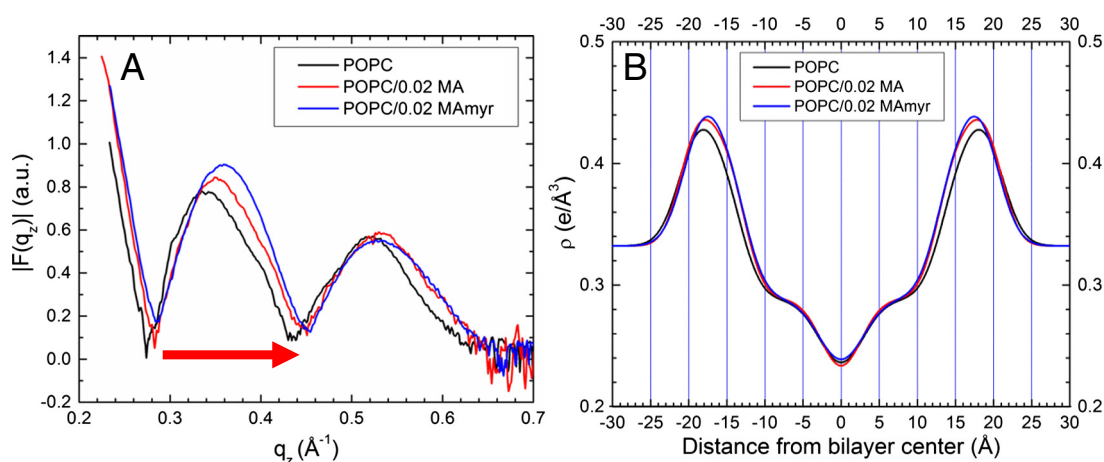 A
POPC
POPC/0.02 MA
POPC/0.02 MAmyr
|F(q_z)| (a.u.)
1.4
1.2
1.0
0.8
0.6
0.4
0.2
0.0
-0.2
0.2 0.3 0.4 0.5 0.6 0.7
q_z (Å⁻¹)
-30 -25 -20 -15 -10 -5 0 5 10 15 20 25 30
B
POPC
POPC/0.02 MA
POPC/0.02 MAmyr
ρ (e/Å³)
0.5 0.5
0.4 0.4
0.3 0.3
0.2 0.2
-30 -25 -20 -15 -10 -5 0 5 10 15 20 25 30
Distance from bilayer center (Å)